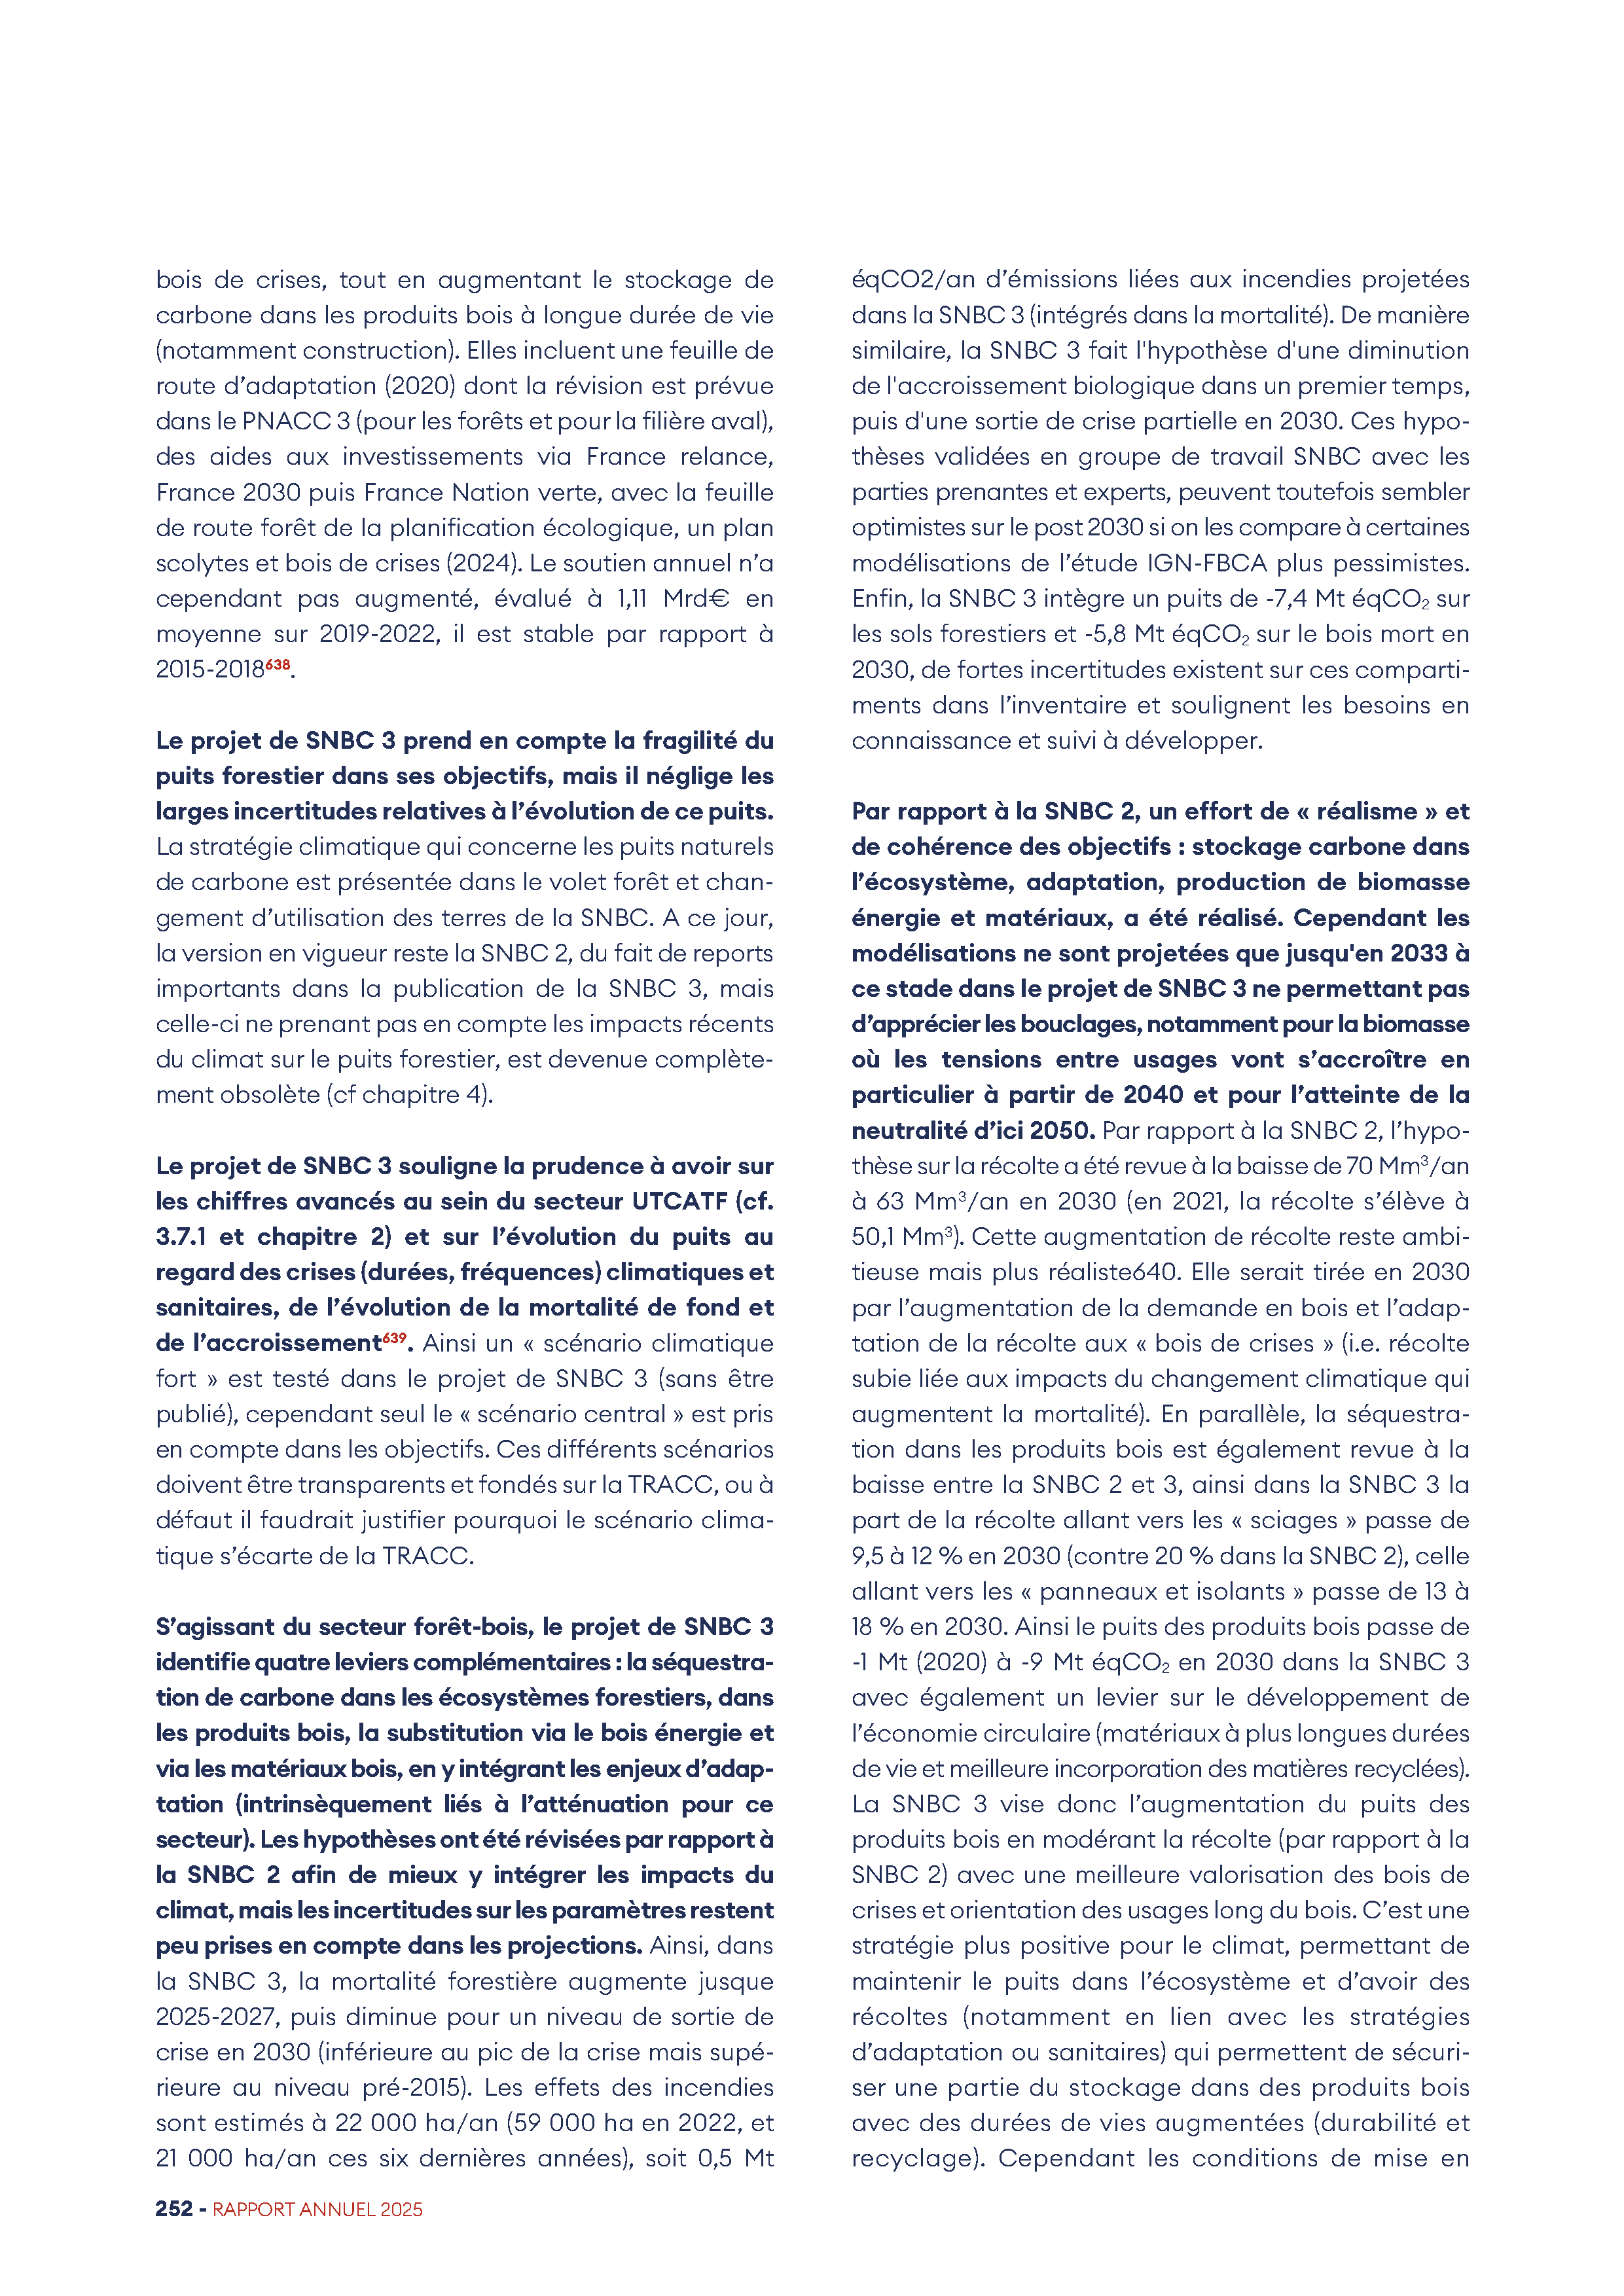 bois de crises, tout en augmentant le stockage de
carbone dans les produits bois à longue durée de vie
(notamment construction). Elles incluent une feuille de
route d’adaptation (2020) dont la révision est prévue
dans le PNACC 3 (pour les forêts et pour la filière aval),
des aides aux investissements via France relance,
France 2030 puis France Nation verte, avec la feuille
de route forêt de la planification écologique, un plan
scolytes et bois de crises (2024). Le soutien annuel n’a
cependant pas augmenté, évalué à 1,11 Mrd€ en
moyenne sur 2019-2022, il est stable par rapport à
2015-2018⁶³⁸.
Le projet de SNBC 3 prend en compte la fragilité du
puits forestier dans ses objectifs, mais il néglige les
larges incertitudes relatives à l’évolution de ce puits.
La stratégie climatique qui concerne les puits naturels
de carbone est présentée dans le volet forêt et chan-
gement d’utilisation des terres de la SNBC. A ce jour,
la version en vigueur reste la SNBC 2, du fait de reports
importants dans la publication de la SNBC 3, mais
celle-ci ne prenant pas en compte les impacts récents
du climat sur le puits forestier, est devenue complète-
ment obsolète (cf chapitre 4).
Le projet de SNBC 3 souligne la prudence à avoir sur
les chiffres avancés au sein du secteur UTCATF (cf.
3.7.1 et chapitre 2) et sur l’évolution du puits au
regard des crises (durées, fréquences) climatiques et
sanitaires, de l’évolution de la mortalité de fond et
de l’accroissement⁶³⁹. Ainsi un « scénario climatique
fort » est testé dans le projet de SNBC 3 (sans être
publié), cependant seul le « scénario central » est pris
en compte dans les objectifs. Ces différents scénarios
doivent être transparents et fondés sur la TRACC, ou à
défaut il faudrait justifier pourquoi le scénario clima-
tique s’écarte de la TRACC.
S’agissant du secteur forêt-bois, le projet de SNBC 3
identifie quatre leviers complémentaires : la séquestra-
tion de carbone dans les écosystèmes forestiers, dans
les produits bois, la substitution via le bois énergie et
via les matériaux bois, en y intégrant les enjeux d’adap-
tation (intrinsèquement liés à l’atténuation pour ce
secteur). Les hypothèses ont été révisées par rapport à
la SNBC 2 afin de mieux y intégrer les impacts du
climat, mais les incertitudes sur les paramètres restent
peu prises en compte dans les projections. Ainsi, dans
la SNBC 3, la mortalité forestière augmente jusque
2025-2027, puis diminue pour un niveau de sortie de
crise en 2030 (inférieure au pic de la crise mais supé-
rieure au niveau pré-2015). Les effets des incendies
sont estimés à 22 000 ha/an (59 000 ha en 2022, et
21 000 ha/an ces six dernières années), soit 0,5 Mt
éqCO2/an d’émissions liées aux incendies projetées
dans la SNBC 3 (intégrés dans la mortalité). De manière
similaire, la SNBC 3 fait l'hypothèse d'une diminution
de l'accroissement biologique dans un premier temps,
puis d'une sortie de crise partielle en 2030. Ces hypo-
thèses validées en groupe de travail SNBC avec les
parties prenantes et experts, peuvent toutefois sembler
optimistes sur le post 2030 si on les compare à certaines
modélisations de l’étude IGN-FBCA plus pessimistes.
Enfin, la SNBC 3 intègre un puits de -7,4 Mt éqCO₂ sur
les sols forestiers et -5,8 Mt éqCO₂ sur le bois mort en
2030, de fortes incertitudes existent sur ces comparti-
ments dans l’inventaire et soulignent les besoins en
connaissance et suivi à développer.
Par rapport à la SNBC 2, un effort de « réalisme » et
de cohérence des objectifs : stockage carbone dans
l’écosystème, adaptation, production de biomasse
énergie et matériaux, a été réalisé. Cependant les
modélisations ne sont projetées que jusqu'en 2033 à
ce stade dans le projet de SNBC 3 ne permettant pas
d’apprécier les bouclages, notamment pour la biomasse
où les tensions entre usages vont s’accroître en
particulier à partir de 2040 et pour l’atteinte de la
neutralité d’ici 2050. Par rapport à la SNBC 2, l’hypo-
thèse sur la récolte a été revue à la baisse de 70 Mm³/an
à 63 Mm³/an en 2030 (en 2021, la récolte s’élève à
50,1 Mm³). Cette augmentation de récolte reste ambi-
tieuse mais plus réaliste640. Elle serait tirée en 2030
par l’augmentation de la demande en bois et l’adap-
tation de la récolte aux « bois de crises » (i.e. récolte
subie liée aux impacts du changement climatique qui
augmentent la mortalité). En parallèle, la séquestra-
tion dans les produits bois est également revue à la
baisse entre la SNBC 2 et 3, ainsi dans la SNBC 3 la
part de la récolte allant vers les « sciages » passe de
9,5 à 12 % en 2030 (contre 20 % dans la SNBC 2), celle
allant vers les « panneaux et isolants » passe de 13 à
18 % en 2030. Ainsi le puits des produits bois passe de
-1 Mt (2020) à -9 Mt éqCO₂ en 2030 dans la SNBC 3
avec également un levier sur le développement de
l’économie circulaire (matériaux à plus longues durées
de vie et meilleure incorporation des matières recyclées).
La SNBC 3 vise donc l’augmentation du puits des
produits bois en modérant la récolte (par rapport à la
SNBC 2) avec une meilleure valorisation des bois de
crises et orientation des usages long du bois. C’est une
stratégie plus positive pour le climat, permettant de
maintenir le puits dans l’écosystème et d’avoir des
récoltes (notamment en lien avec les stratégies
d’adaptation ou sanitaires) qui permettent de sécuri-
ser une partie du stockage dans des produits bois
avec des durées de vies augmentées (durabilité et
recyclage). Cependant les conditions de mise en
252 - RAPPORT ANNUEL 2025